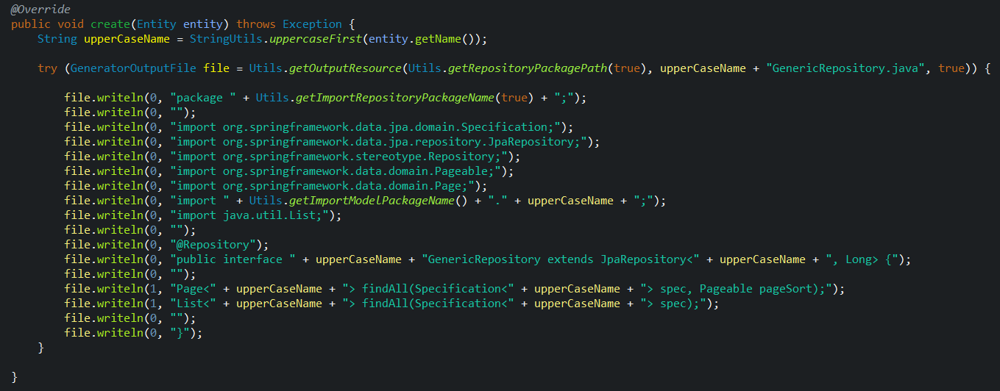 @Override
public void create(Entity entity) throws Exception {
    String upperCaseName = StringUtils.uppercaseFirst(entity.getName());

    try (GeneratorOutputFile file = Utils.getOutputResource(Utils.getRepositoryPackagePath(true), upperCaseName + "GenericRepository.java", true)) {

        file.writeln(0, "package " + Utils.getImportRepositoryPackageName(true) + ";");
        file.writeln(0, "");
        file.writeln(0, "import org.springframework.data.jpa.domain.Specification;");
        file.writeln(0, "import org.springframework.data.jpa.repository.JpaRepository;");
        file.writeln(0, "import org.springframework.stereotype.Repository;");
        file.writeln(0, "import org.springframework.data.domain.Pageable;");
        file.writeln(0, "import org.springframework.data.domain.Page;");
        file.writeln(0, "import " + Utils.getImportModelPackageName() + "." + upperCaseName + ";");
        file.writeln(0, "import java.util.List;");
        file.writeln(0, "");
        file.writeln(0, "@Repository");
        file.writeln(0, "public interface " + upperCaseName + "GenericRepository extends JpaRepository<" + upperCaseName + ", Long> {");
        file.writeln(0, "");
        file.writeln(1, "Page<" + upperCaseName + "> findAll(Specification<" + upperCaseName + "> spec, Pageable pageSort);");
        file.writeln(1, "List<" + upperCaseName + "> findAll(Specification<" + upperCaseName + "> spec);");
        file.writeln(0, "");
        file.writeln(0, "}");
    }

}